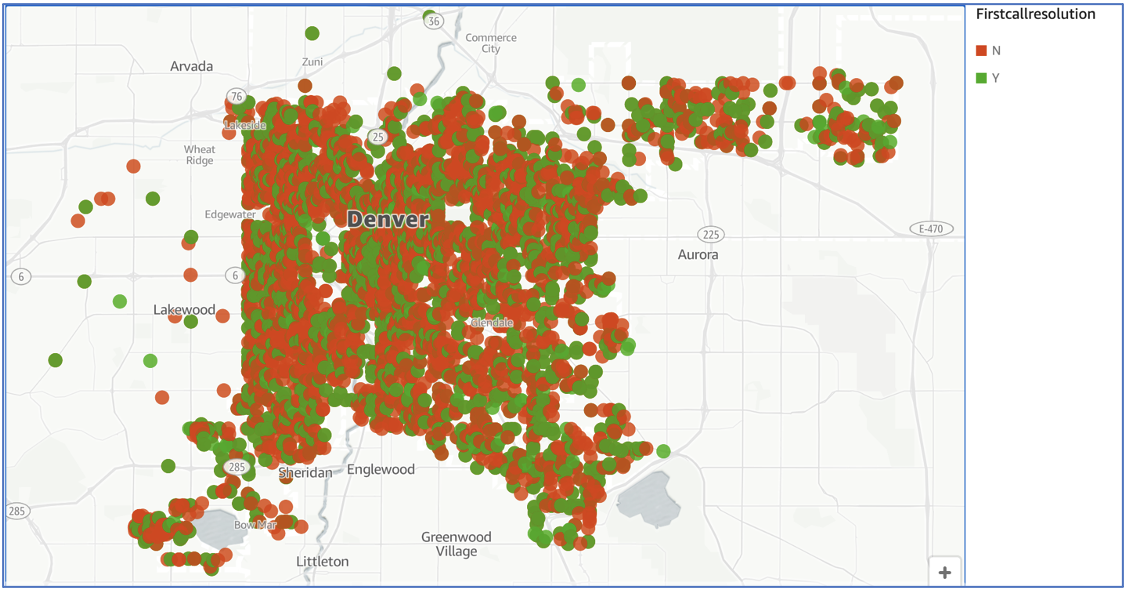 Firstcallresolution
N
Y
36
Commerce
City
Zuni
Arvada
76
Lakeside
25
Wheat
Ridge
Edgewater
Denver
225
E-470
Aurora
6
6
Lakewood
Glendale
285
Sheridan
Englewood
285
Bow Mar
Greenwood
Village
Littleton
+